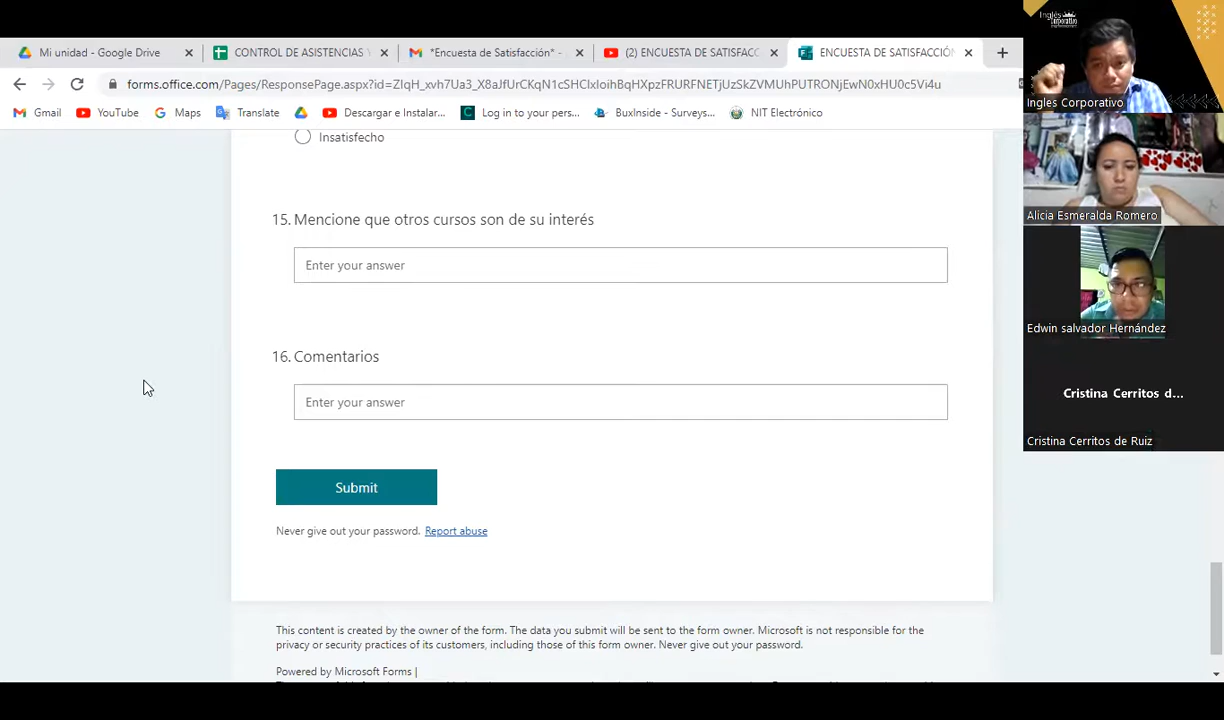 Mi unidad - Google Drive
CONTROL DE ASISTENCIAS Y
*Encuesta de Satisfacción* -
(2) ENCUESTA DE SATISFACC
ENCUESTA DE SATISFACCIÓN
forms.office.com/Pages/ResponsePage.aspx?id=ZIqH_xvh7Ua3_X8aJfUrCKqN1cSHClxIoihBqHXpzFRURFNETjUzSkZVMUhPUTRONjEwN0xHU0c5Vi4u
Gmail
YouTube
Maps
Translate
Descargar e Instalar...
Log in to your pers...
BuxInside - Surveys...
NIT Electrónico
Insatisfecho
15. Mencione que otros cursos son de su interés
Enter your answer
16. Comentarios
Enter your answer
Submit
Never give out your password. Report abuse
This content is created by the owner of the form. The data you submit will be sent to the form owner. Microsoft is not responsible for the
privacy or security practices of its customers, including those of this form owner. Never give out your password.
Powered by Microsoft Forms |
Inglés
Corporativo
Ingles Corporativo
Alicia Esmeralda Romero
Edwin salvador Hernández
Cristina Cerritos d...
Cristina Cerritos de Ruiz